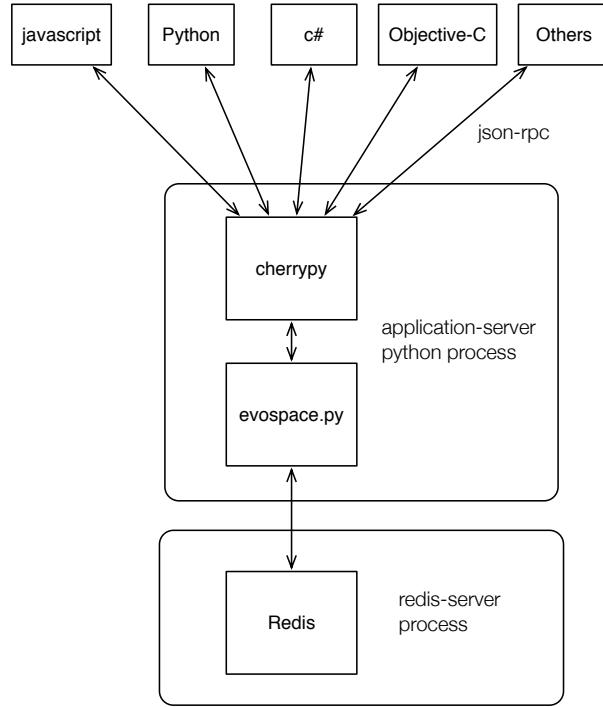 javascript
Python
c#
Objective-C
Others
json-rpc
cherrypy
application-server
python process
evospace.py
redis-server
process
Redis